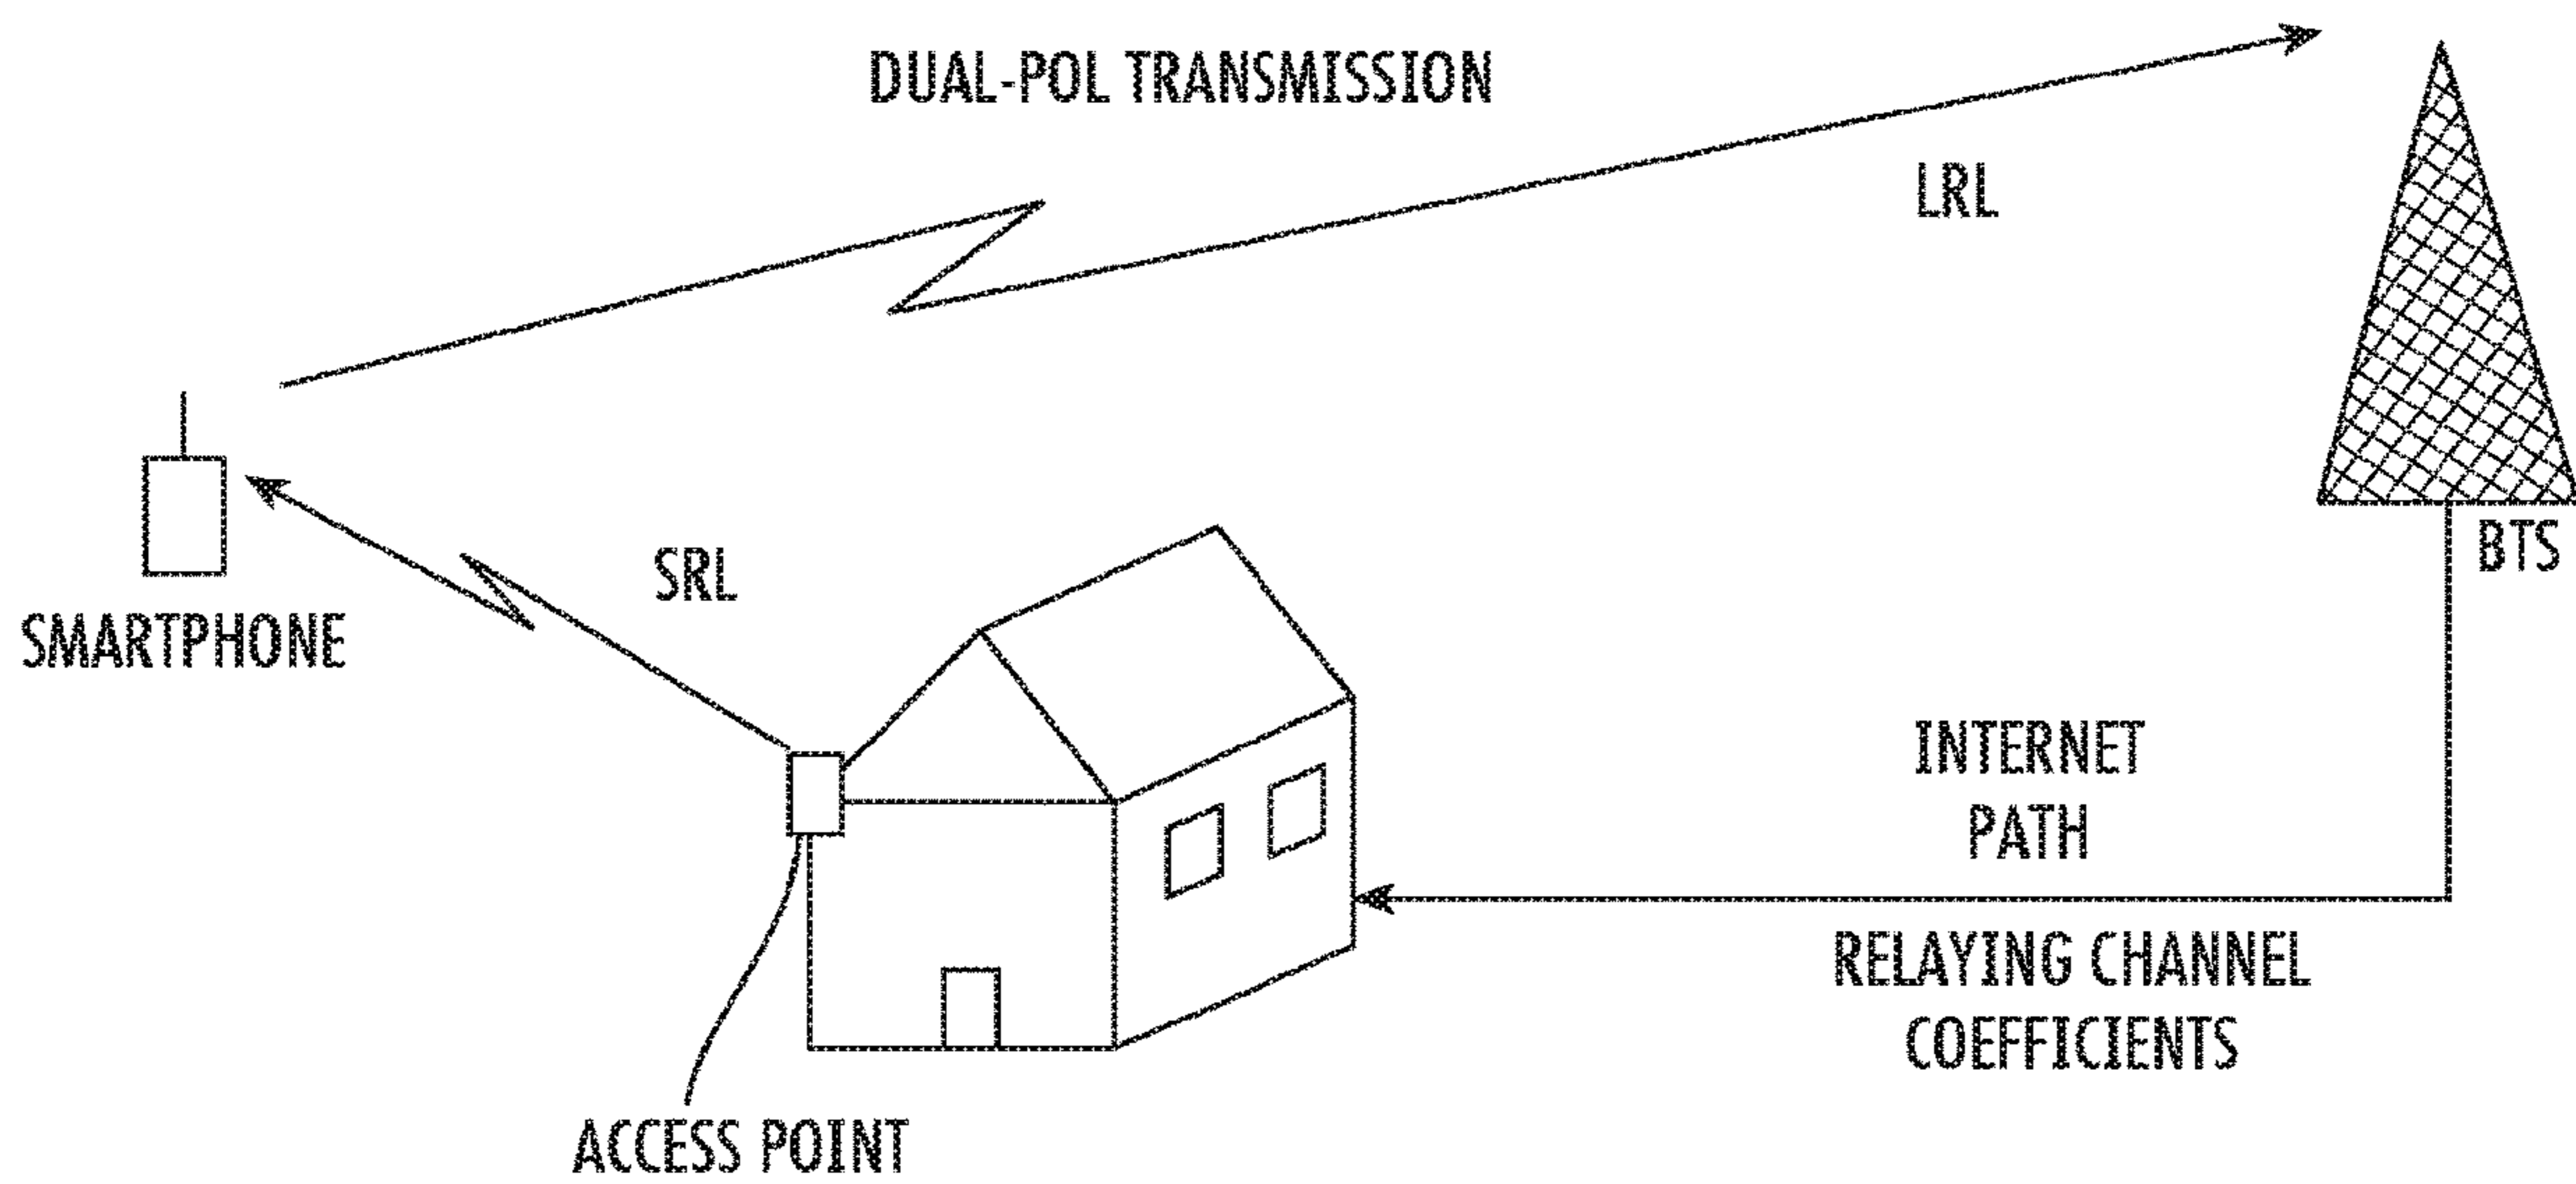 DUAL-POL TRANSMISSION
LRL
BTS
SRL
SMARTPHONE
INTERNET
PATH
RELAYING CHANNEL
COEFFICIENTS
ACCESS POINT